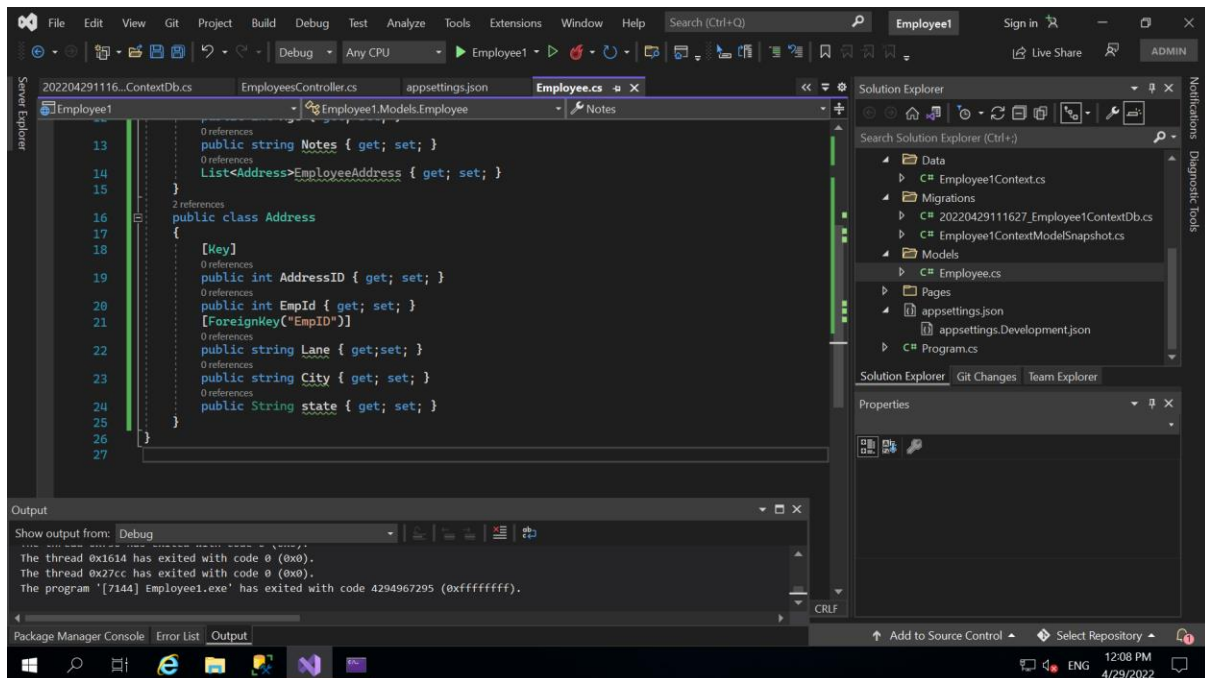 File Edit View Git Project Build Debug Test Analyze Tools Extensions Window Help Search (Ctrl+Q) Employee1 Sign in
Debug Any CPU Employee1 Live Share ADMIN
Server Explorer
202204291116...ContextDb.cs EmployeesController.cs appsettings.json Employee.cs
Employee1 Employee1.Models.Employee Notes
0 references
13 public string Notes { get; set; }
0 references
14 List<Address>EmployeeAddress { get; set; }
15 }
2 references
16 public class Address
17 {
18 [Key]
0 references
19 public int AddressID { get; set; }
0 references
20 public int EmpId { get; set; }
21 [ForeignKey("EmpID")]
0 references
22 public string Lane { get;set; }
0 references
23 public string City { get; set; }
0 references
24 public String state { get; set; }
25 }
26 }
27
CRLF
Output
Show output from: Debug
The thread 0x1614 has exited with code 0 (0x0).
The thread 0x27cc has exited with code 0 (0x0).
The program '[7144] Employee1.exe' has exited with code 4294967295 (0xffffffff).
Package Manager Console Error List Output
Solution Explorer
Search Solution Explorer (Ctrl+;)
Data
C# Employee1Context.cs
Migrations
C# 20220429111627_Employee1ContextDb.cs
C# Employee1ContextModelSnapshot.cs
Models
C# Employee.cs
Pages
appsettings.json
appsettings.Development.json
C# Program.cs
Solution Explorer Git Changes Team Explorer
Properties
Notifications
Diagnostic Tools
Add to Source Control Select Repository
ENG 12:08 PM
4/29/2022